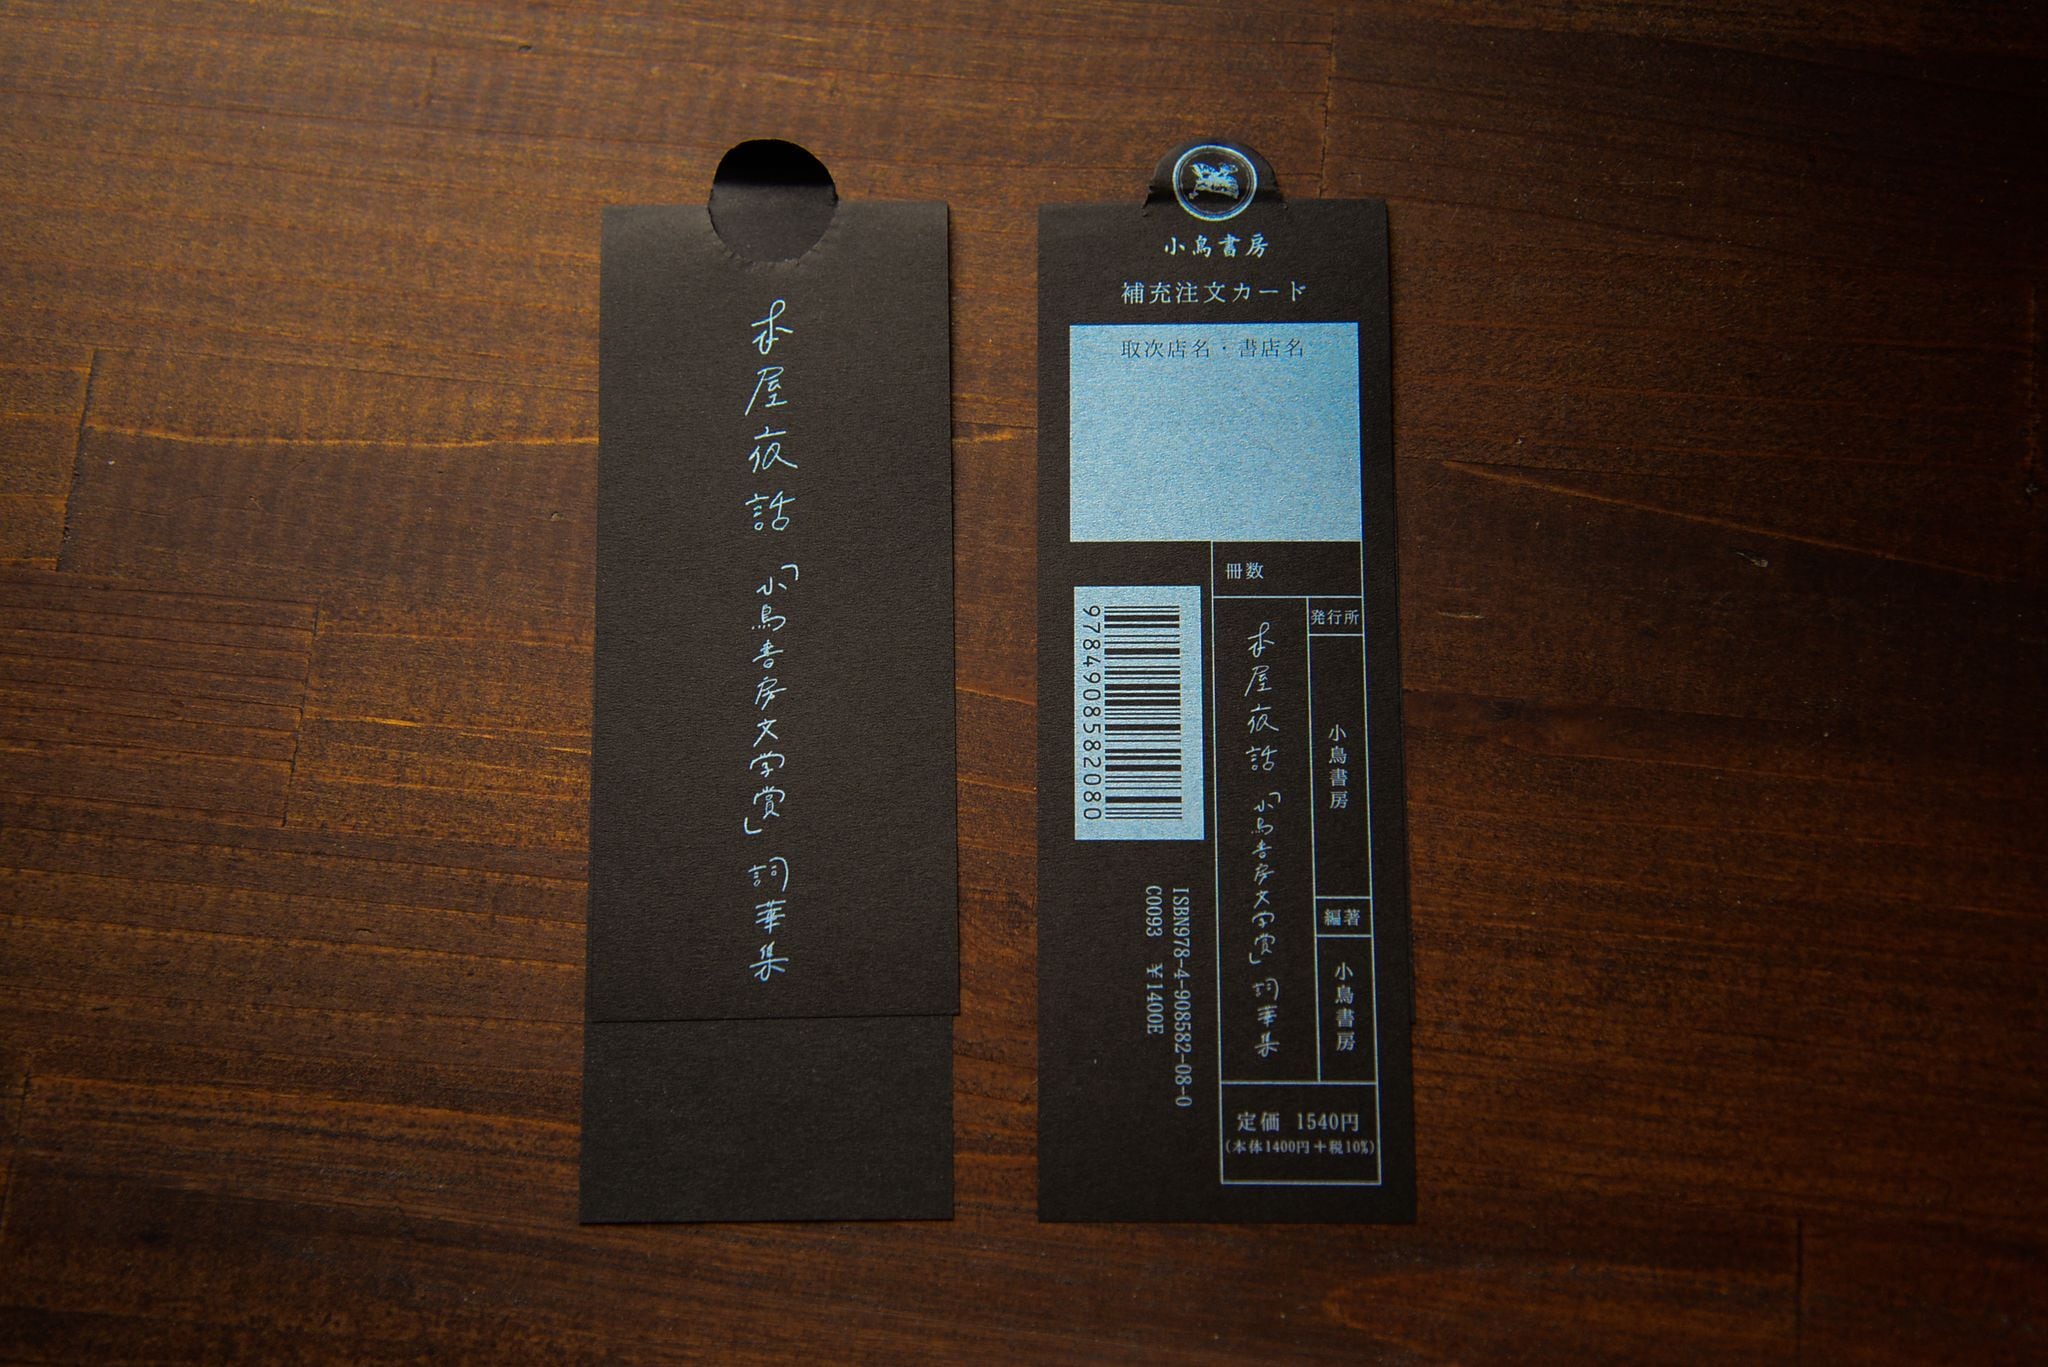 本屋夜話「小鳥書房文学賞」詞華集
小鳥書房
補充注文カード
取次店名・書店名
冊数
発行所
小鳥書房
編著
小鳥書房
本屋夜話「小鳥書房文学賞」詞華集
9784908582080
ISBN978-4-908582-08-0
C0093 ¥1400E
定価 1540円
(本体1400円+税10%)